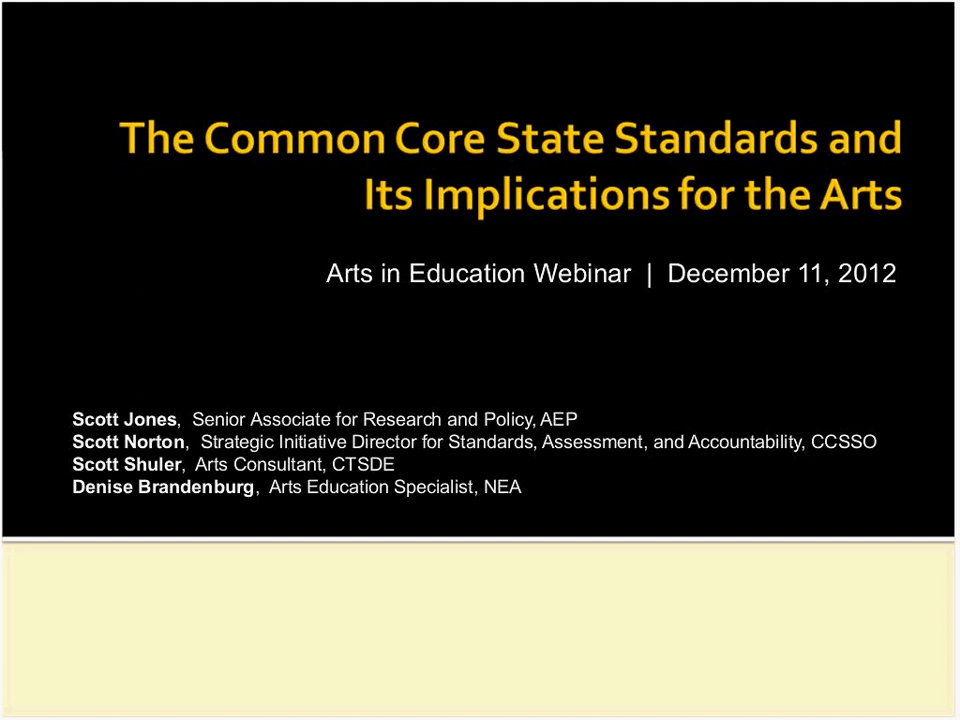 The Common Core State Standards and
Its Implications for the Arts
Arts in Education Webinar | December 11, 2012
Scott Jones, Senior Associate for Research and Policy, AEP
Scott Norton, Strategic Initiative Director for Standards, Assessment, and Accountability, CCSSO
Scott Shuler, Arts Consultant, CTSDE
Denise Brandenburg, Arts Education Specialist, NEA